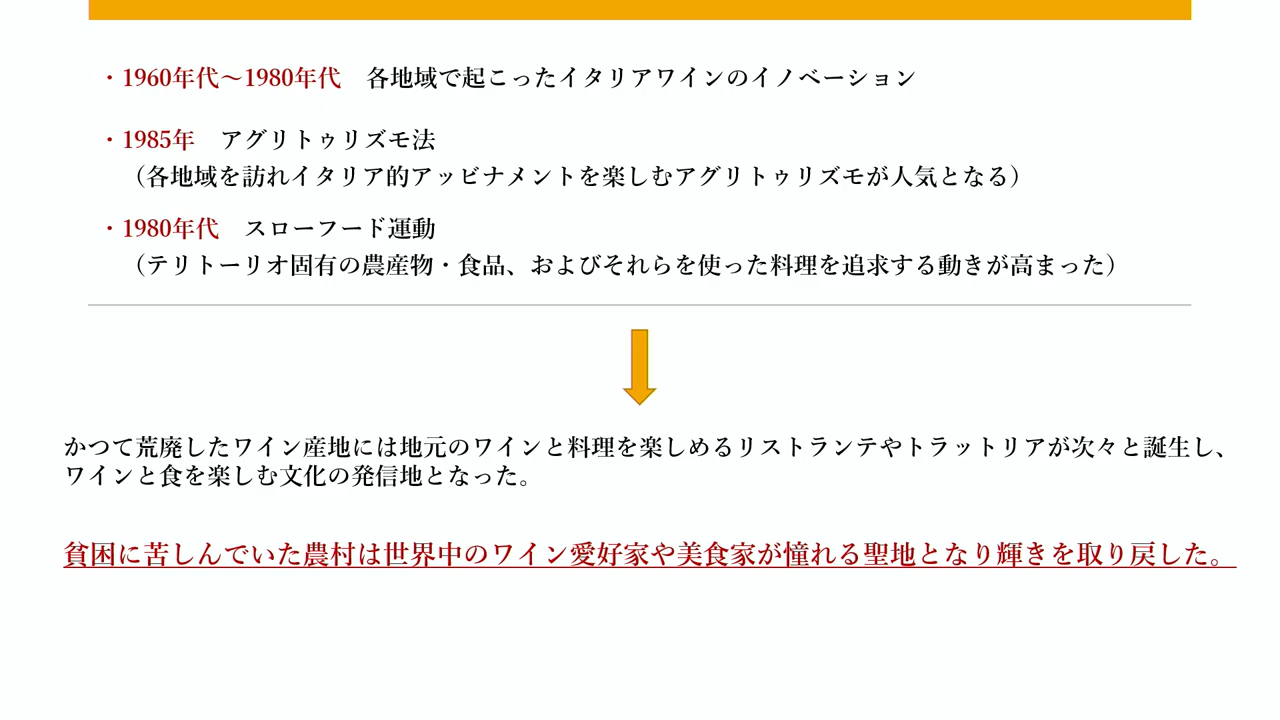 ・1960年代～1980年代　各地域で起こったイタリアワインのイノベーション
・1985年　アグリトゥリズモ法
（各地域を訪れイタリア的アッビナメントを楽しむアグリトゥリズモが人気となる）
・1980年代　スローフード運動
（テリトーリオ固有の農産物・食品、およびそれらを使った料理を追求する動きが高まった）
かつて荒廃したワイン産地には地元のワインと料理を楽しめるリストランテやトラットリアが次々と誕生し、
ワインと食を楽しむ文化の発信地となった。
貧困に苦しんでいた農村は世界中のワイン愛好家や美食家が憧れる聖地となり輝きを取り戻した。